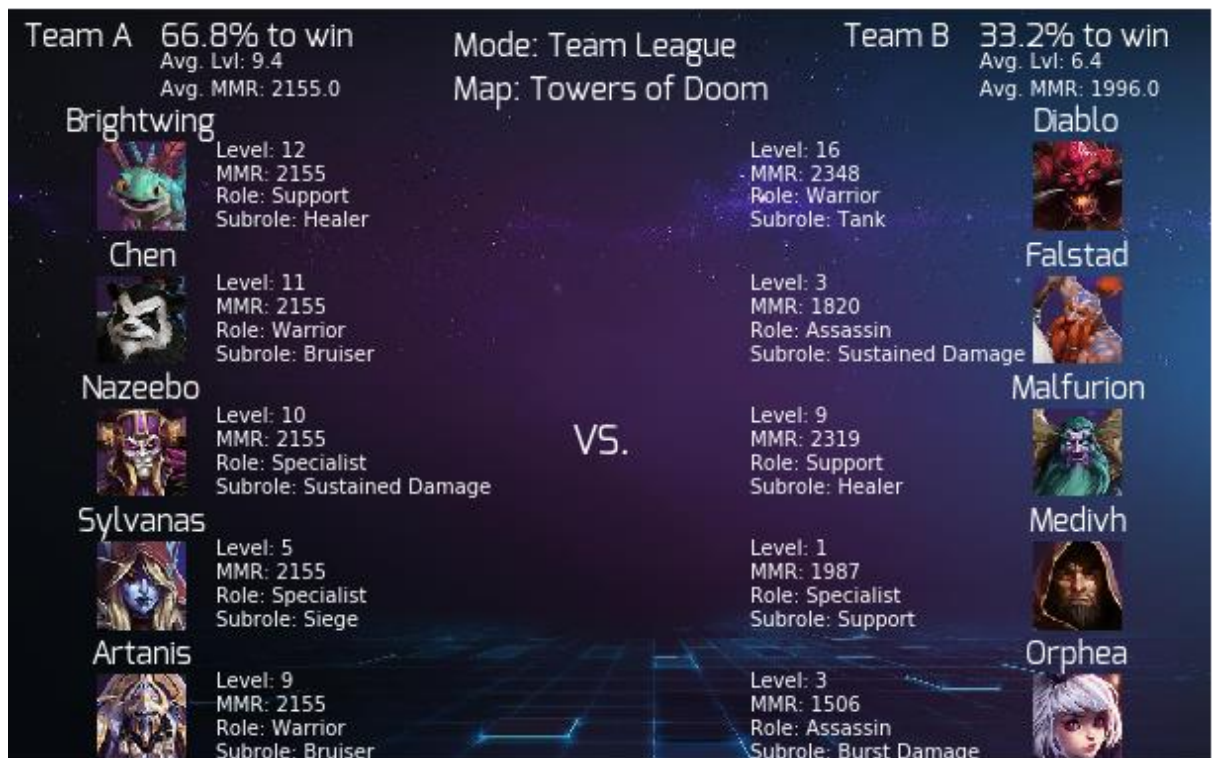 Team A 66.8% to win
Avg. Lvl: 9.4
Avg. MMR: 2155.0
Mode: Team League
Map: Towers of Doom
Team B 33.2% to win
Avg. Lvl: 6.4
Avg. MMR: 1996.0
Brightwing
Level: 12
MMR: 2155
Role: Support
Subrole: Healer
Chen
Level: 11
MMR: 2155
Role: Warrior
Subrole: Bruiser
Nazeebo
Level: 10
MMR: 2155
Role: Specialist
Subrole: Sustained Damage
Sylvanas
Level: 5
MMR: 2155
Role: Specialist
Subrole: Siege
Artanis
Level: 9
MMR: 2155
Role: Warrior
Subrole: Bruiser
VS.
Diablo
Level: 16
MMR: 2348
Role: Warrior
Subrole: Tank
Falstad
Level: 3
MMR: 1820
Role: Assassin
Subrole: Sustained Damage
Malfurion
Level: 9
MMR: 2319
Role: Support
Subrole: Healer
Medivh
Level: 1
MMR: 1987
Role: Specialist
Subrole: Support
Orphea
Level: 3
MMR: 1506
Role: Assassin
Subrole: Burst Damage